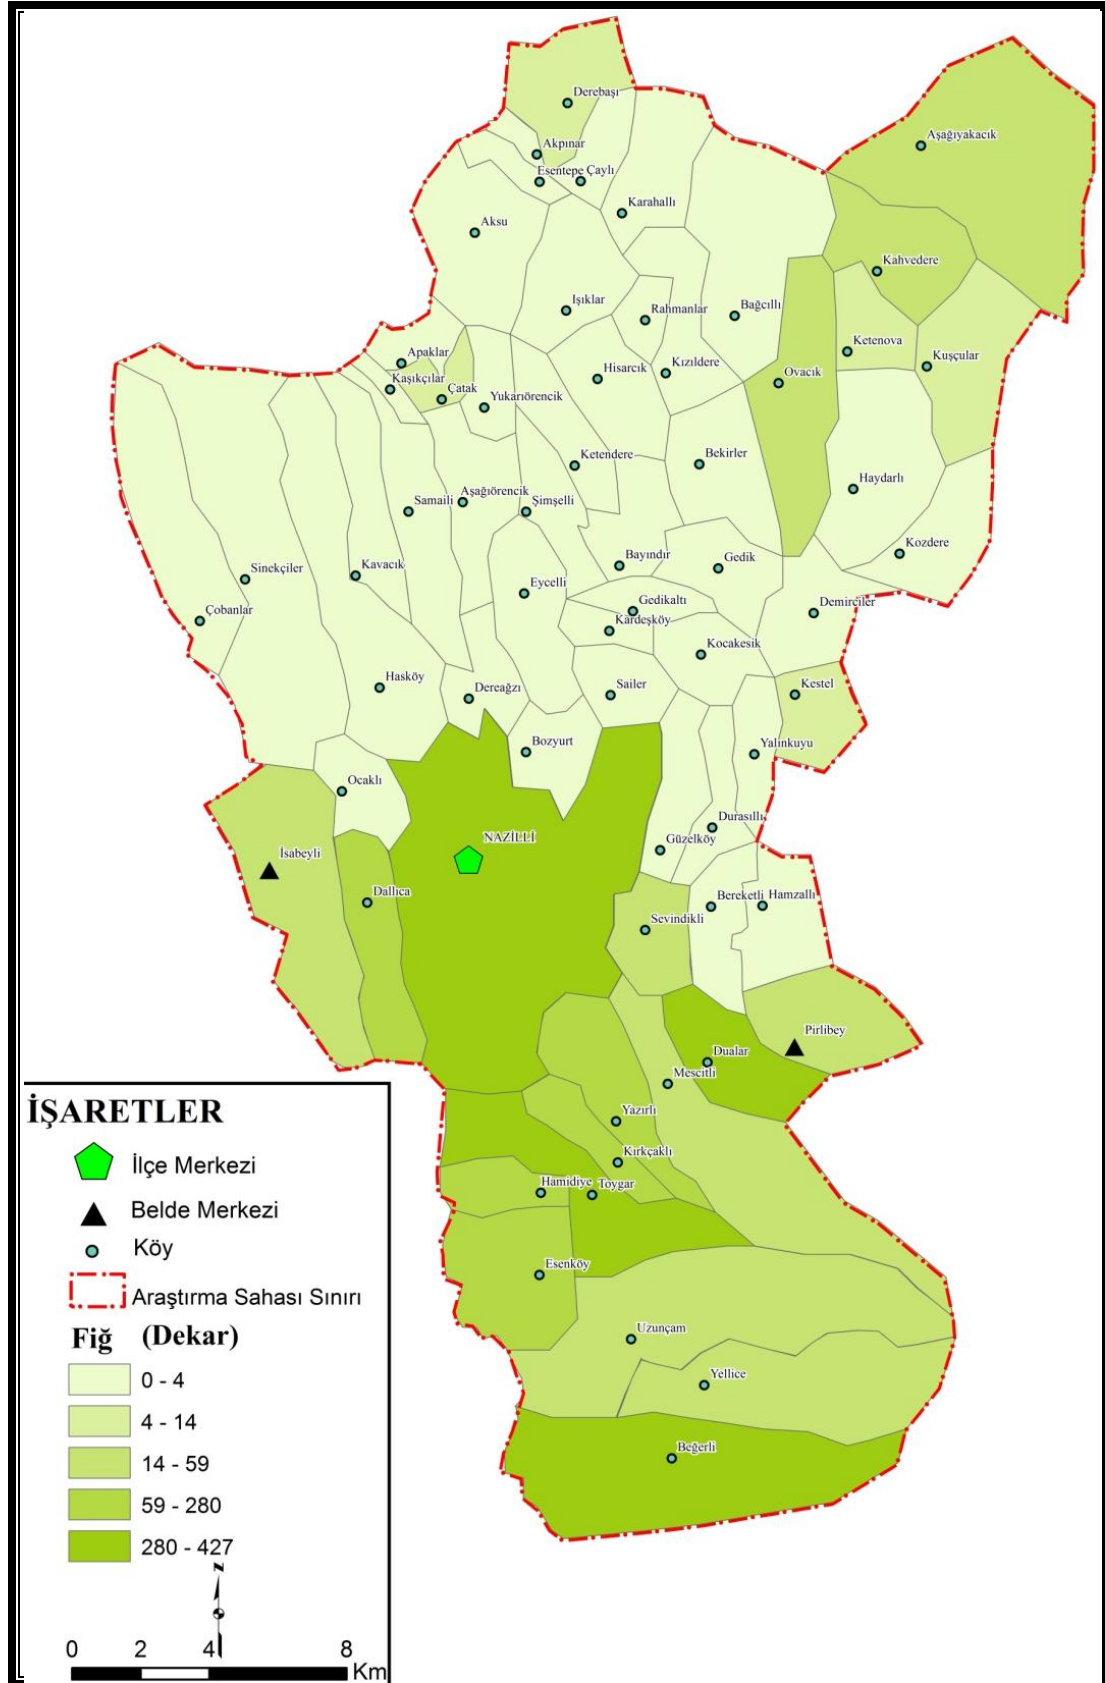 Derebaşı
Aşağıyakacık
Akpınar
Esentepe Çaylı
Karahallı
Aksu
Kahvedere
Işıklar
Rahmanlar
Bağcıllı
Ketenova
Kuşçular
Apaklar
Hisarcık
Kızıldere
Ovacık
Kaşıkçılar
Çatak
Yukarıörencik
Ketendere
Bekirler
Haydarlı
Samaili
Aşağıörencik
Şimşelli
Kozdere
Sinekçiler
Kavacık
Bayındır
Gedik
Eycelli
Çobanlar
Gedikaltı
Kardeşköy
Demirciler
Kocakesik
Hasköy
Dereağzı
Sailer
Kestel
Bozyurt
Yalınkuyu
Ocaklı
NAZİLLİ
Durasıllı
Güzelköy
İsabeyli
Dallıca
Bereketli
Hamzallı
Sevindikli
Pirlibey
Dualar
Mescitli
Yazırlı
Kırkçaklı
Hamidiye
Toygar
Esenköy
Uzunçam
Yellice
Beğerli
İŞARETLER
İlçe Merkezi
Belde Merkezi
Köy
Araştırma Sahası Sınırı
Fiğ (Dekar)
0 - 4
4 - 14
14 - 59
59 - 280
280 - 427
N
0 2 4 8
Km